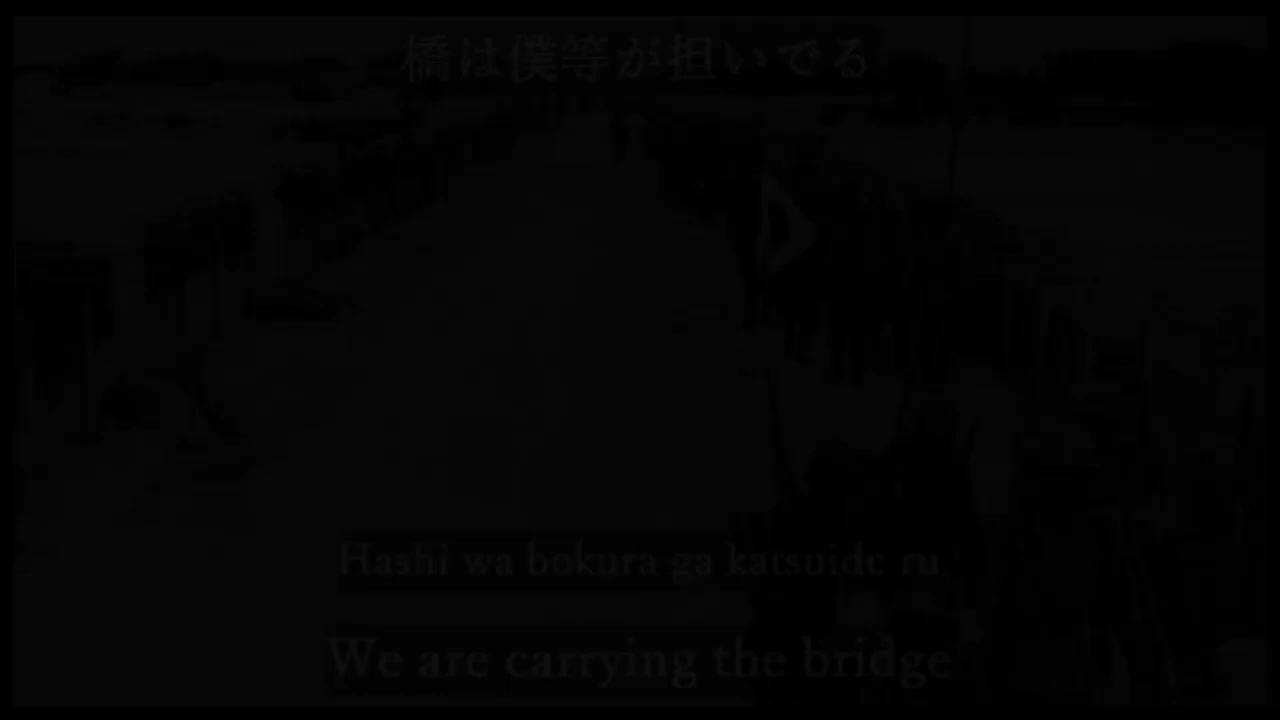 橋は僕等が担いでる
Hashi wa bokura ga katsuide ru
We are carrying the bridge